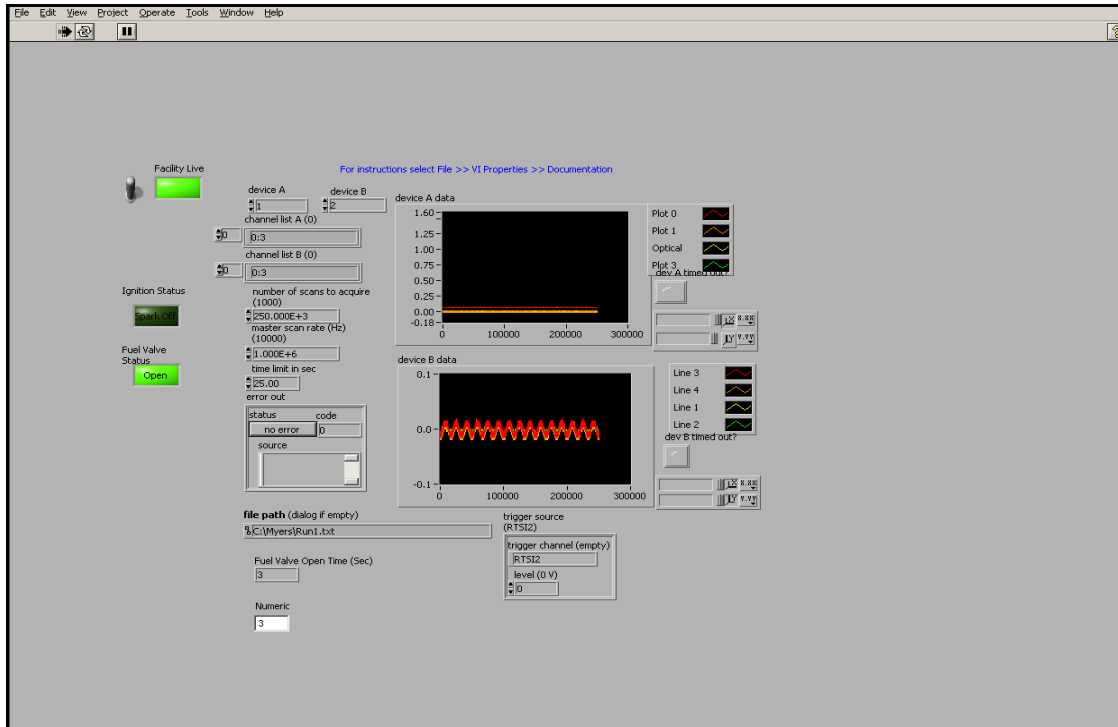 File Edit View Project Operate Tools Window Help
Facility Live
For instructions select File >> VI Properties >> Documentation
device A
1
device B
2
channel list A (0)
0
0:3
channel list B (0)
0
0:3
number of scans to acquire
(1000)
250.000E+3
master scan rate (Hz)
(10000)
1.000E+6
time limit in sec
25.00
error out
status code
no error 0
source
Ignition Status
Spark Off
Fuel Valve
Status
Open
device A data
1.60
1.25
1.00
0.75
0.50
0.25
0.00
-0.18
0 100000 200000 300000
Plot 0
Plot 1
Optical
Plot 3
dev A timed out?
X X.XX
Y Y.YY
device B data
0.1
0.0
-0.1
0 100000 200000 300000
Line 3
Line 4
Line 1
Line 2
dev B timed out?
X X.XX
Y Y.YY
file path (dialog if empty)
C:\Myers\Run1.txt
trigger source
(RTSI2)
trigger channel (empty)
RTSI2
level (0 V)
0
Fuel Valve Open Time (Sec)
3
Numeric
3